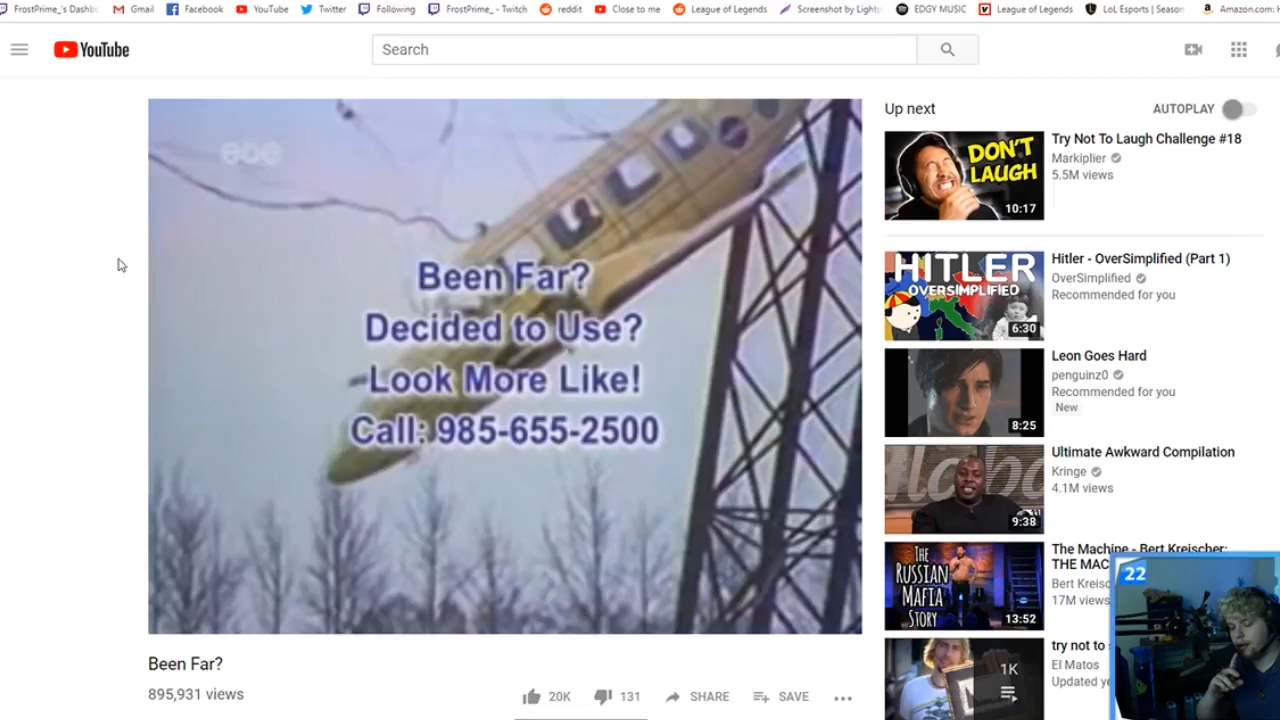 FrostPrime_'s Dashb
Gmail
Facebook
YouTube
Twitter
Following
FrostPrime_ - Twitch
reddit
Close to me
League of Legends
Screenshot by Lights
EDGY MUSIC
League of Legends
LoL Esports | Season
Amazon.com:
YouTube
Search
eoe
Been Far?
Decided to Use?
Look More Like!
Call: 985-655-2500
Been Far?
895,931 views
20K
131
SHARE
SAVE
Up next
AUTOPLAY
DON'T
LAUGH
10:17
Try Not To Laugh Challenge #18
Markiplier
5.5M views
HITLER
OVERSIMPLIFIED
6:30
Hitler - OverSimplified (Part 1)
OverSimplified
Recommended for you
8:25
Leon Goes Hard
penguinz0
Recommended for you
New
9:38
Ultimate Awkward Compilation
Kringe
4.1M views
THE
RUSSIAN
MAFIA
STORY
13:52
The Machine - Bert Kreischer:
THE MAC
Bert Kreisc
17M views
1K
try not to
El Matos
Updated ye
22